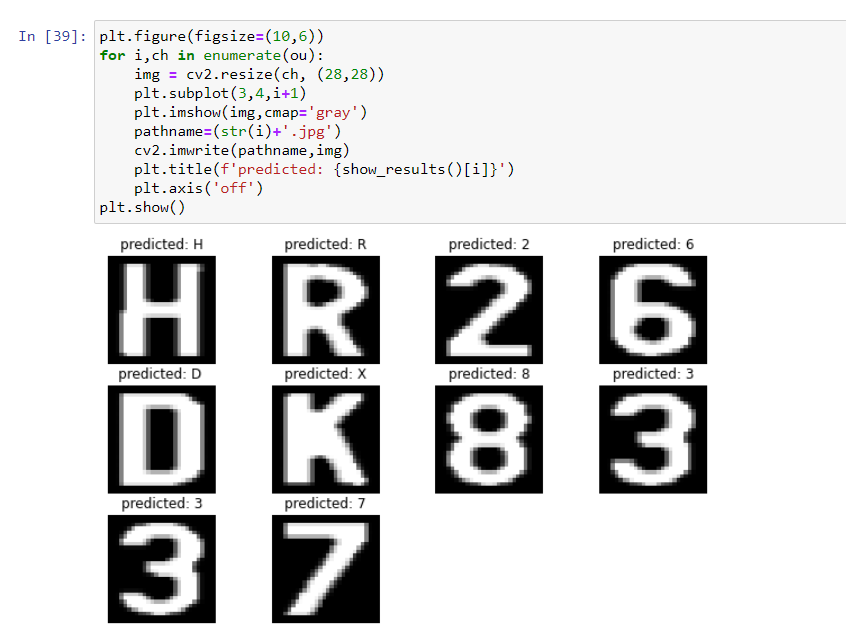 In [39]: plt.figure(figsize=(10,6))
for i,ch in enumerate(ou):
    img = cv2.resize(ch, (28,28))
    plt.subplot(3,4,i+1)
    plt.imshow(img,cmap='gray')
    pathname=(str(i)+'.jpg')
    cv2.imwrite(pathname,img)
    plt.title(f'predicted: {show_results()[i]}')
    plt.axis('off')
plt.show()
predicted: H predicted: R predicted: 2 predicted: 6
H R 2 6
predicted: D predicted: X predicted: 8 predicted: 3
D K 8 3
predicted: 3 predicted: 7
3 7